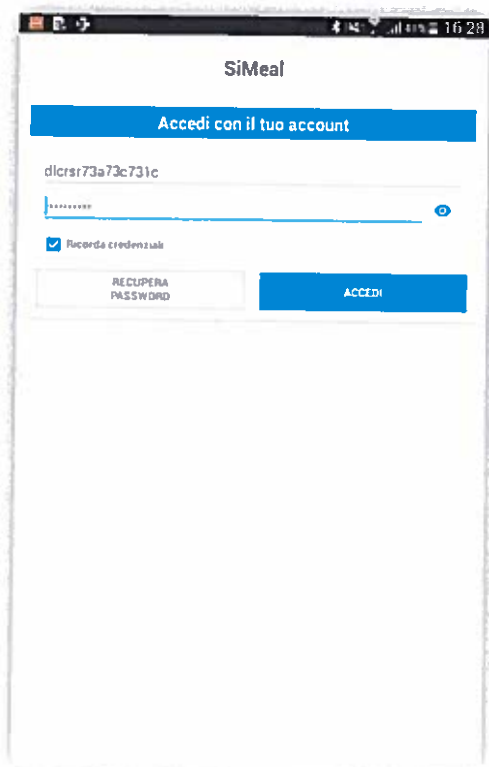 16:28
SiMeal
Accedi con il tuo account
dlcrsr73a73c731c
Ricorda credenziali
RECUPERA
PASSWORD
ACCEDI